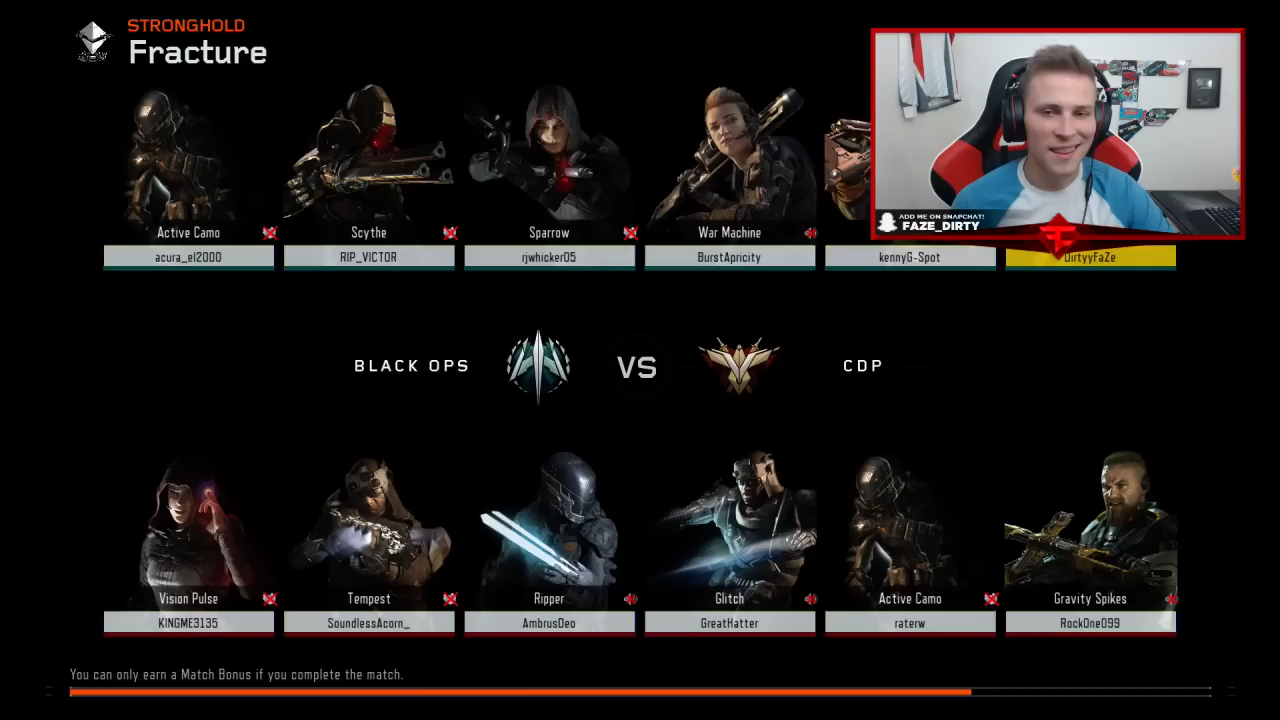 STRONGHOLD
Fracture
ADD ME ON SNAPCHAT!
FAZE_DIRTY
Active Camo
Scythe
Sparrow
War Machine
acura_el2000
RIP_VICTOR
rjwhicker05
BurstApricity
kennyG-Spot
DirtyyFaZe
BLACK OPS
VS
CDP
Vision Pulse
Tempest
Ripper
Glitch
Active Camo
Gravity Spikes
KINGME3135
SoundlessAcorn_
AmbrusDeo
GreatHatter
raterw
RockOne099
You can only earn a Match Bonus if you complete the match.